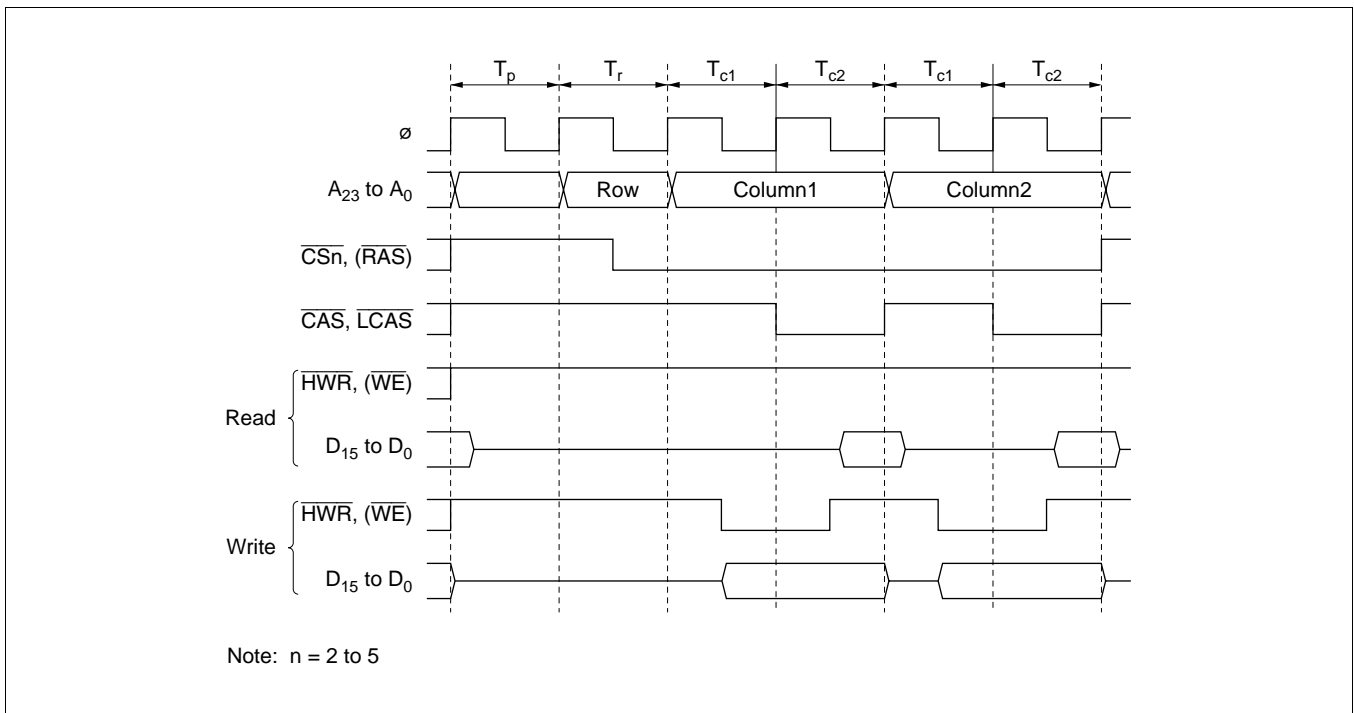 Tp Tr Tc1 Tc2 Tc1 Tc2
ø
A23 to A0 Row Column1 Column2
CSn, (RAS)
CAS, LCAS
HWR, (WE)
Read
D15 to D0
HWR, (WE)
Write
D15 to D0
Note: n = 2 to 5